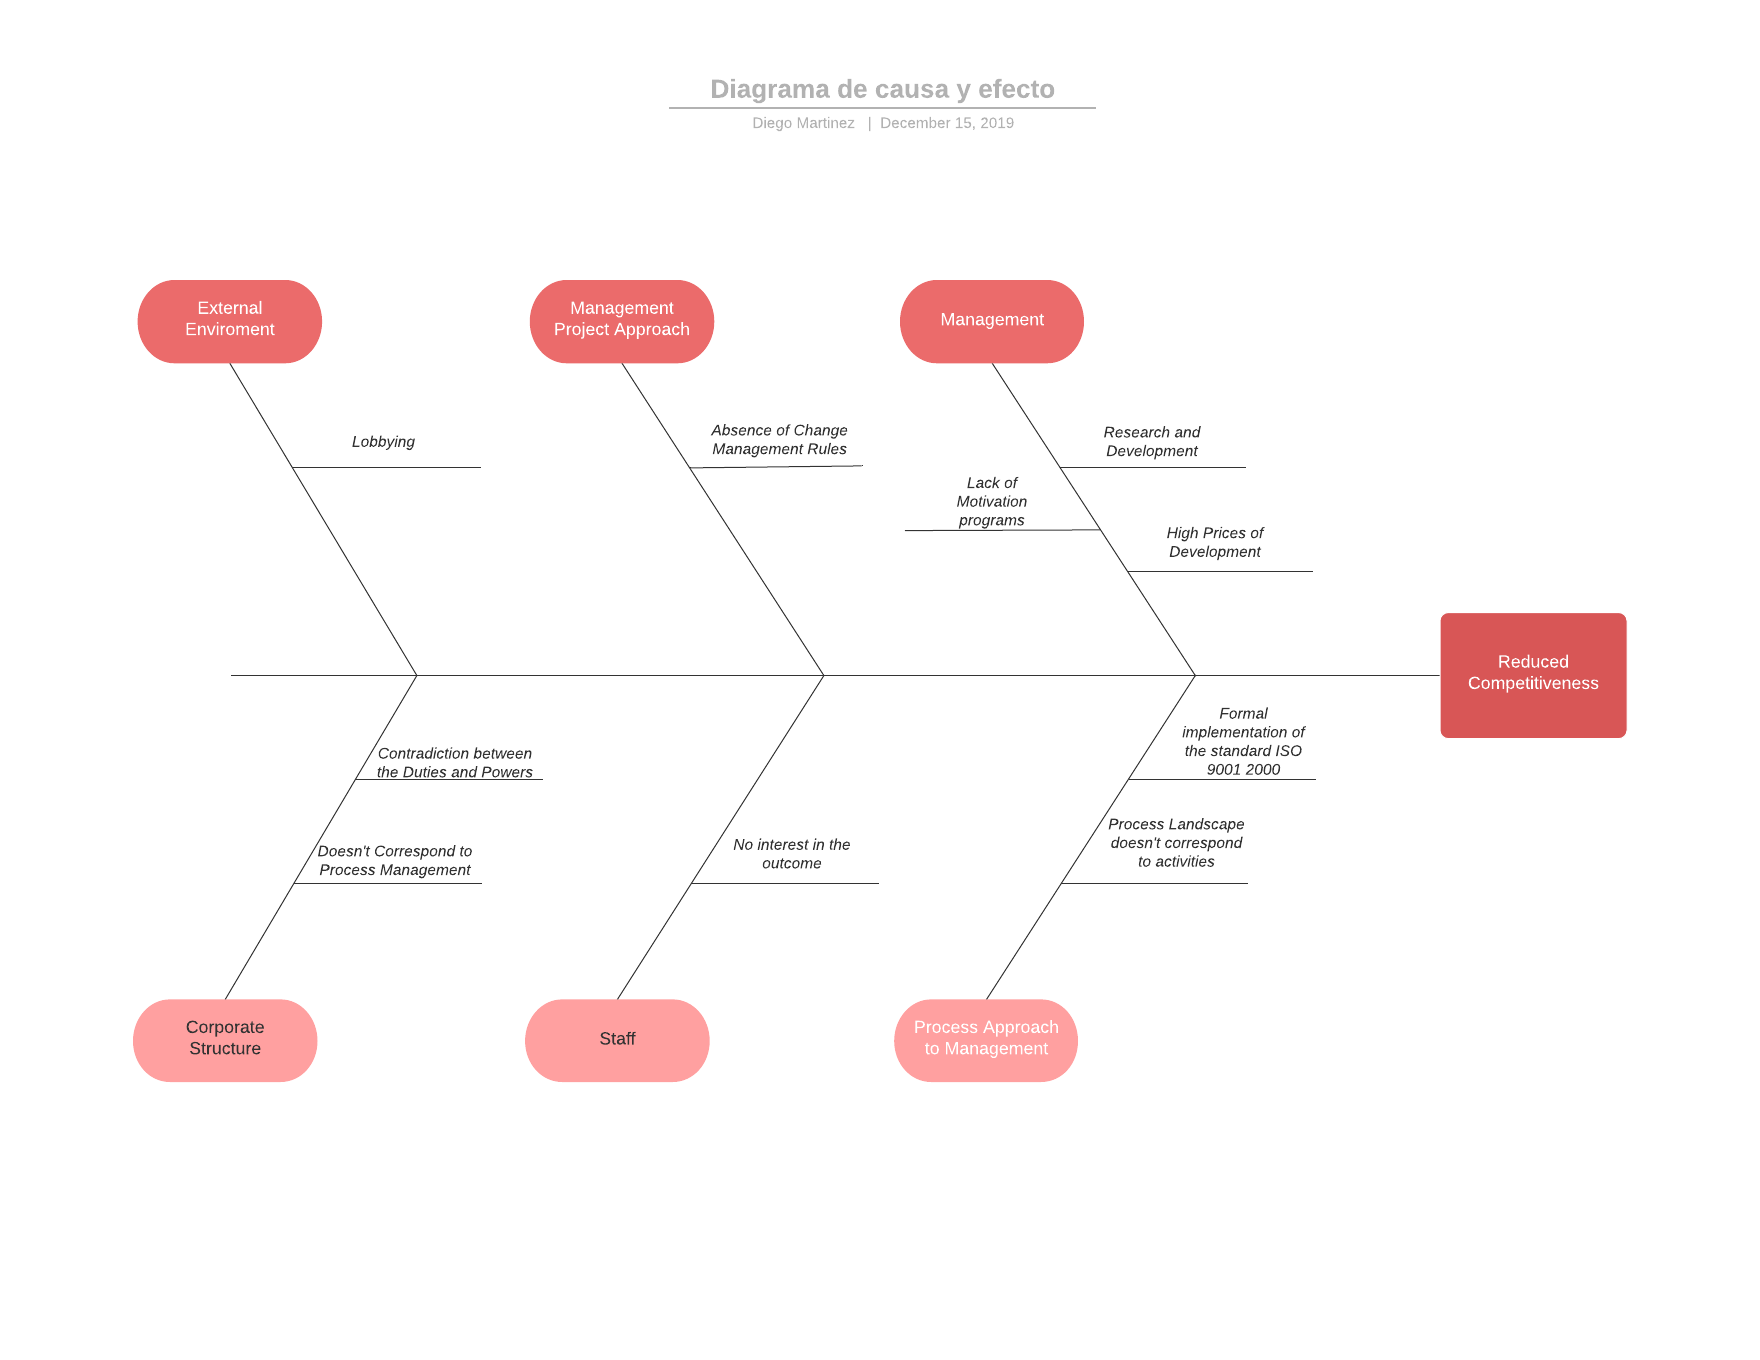 Diagrama de causa y efecto
Diego Martinez | December 15, 2019
External
Enviroment
Management
Project Approach
Management
Lobbying
Absence of Change
Management Rules
Research and
Development
Lack of
Motivation
programs
High Prices of
Development
Reduced
Competitiveness
Formal
implementation of
the standard ISO
9001 2000
Contradiction between
the Duties and Powers
Process Landscape
doesn't correspond
to activities
Doesn't Correspond to
Process Management
No interest in the
outcome
Corporate
Structure
Staff
Process Approach
to Management